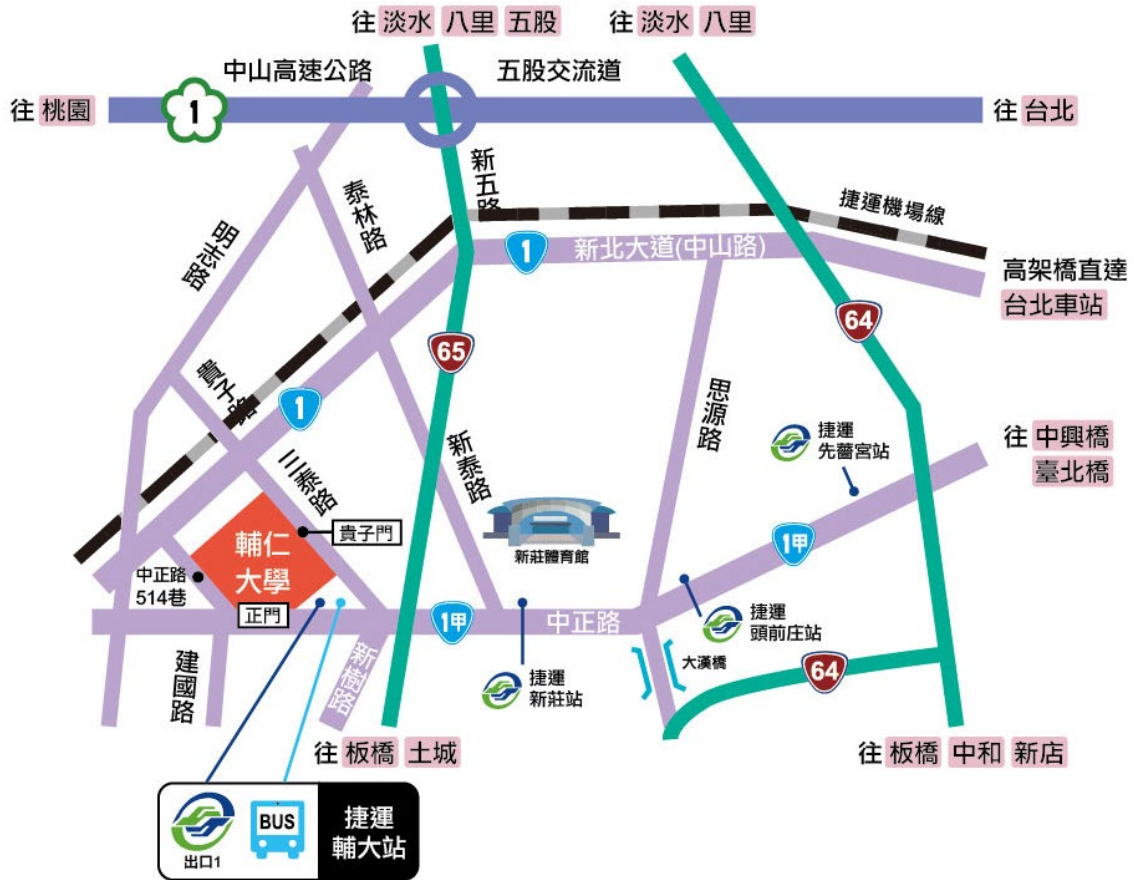 往 淡水 八里 五股
往 淡水 八里
中山高速公路
五股交流道
往 桃園
1
往 台北
新五路
泰林路
明志路
捷運機場線
1
新北大道(中山路)
高架橋直達
台北車站
64
65
貴子路
1
思源路
新泰路
三泰路
捷運
先嗇宮站
往 中興橋
臺北橋
輔仁
大學
貴子門
新莊體育館
1甲
中正路
514巷
正門
1甲
中正路
捷運
頭前庄站
建國路
新樹路
捷運
新莊站
大漢橋
64
往 板橋 土城
往 板橋 中和 新店
出口1
BUS
捷運
輔大站